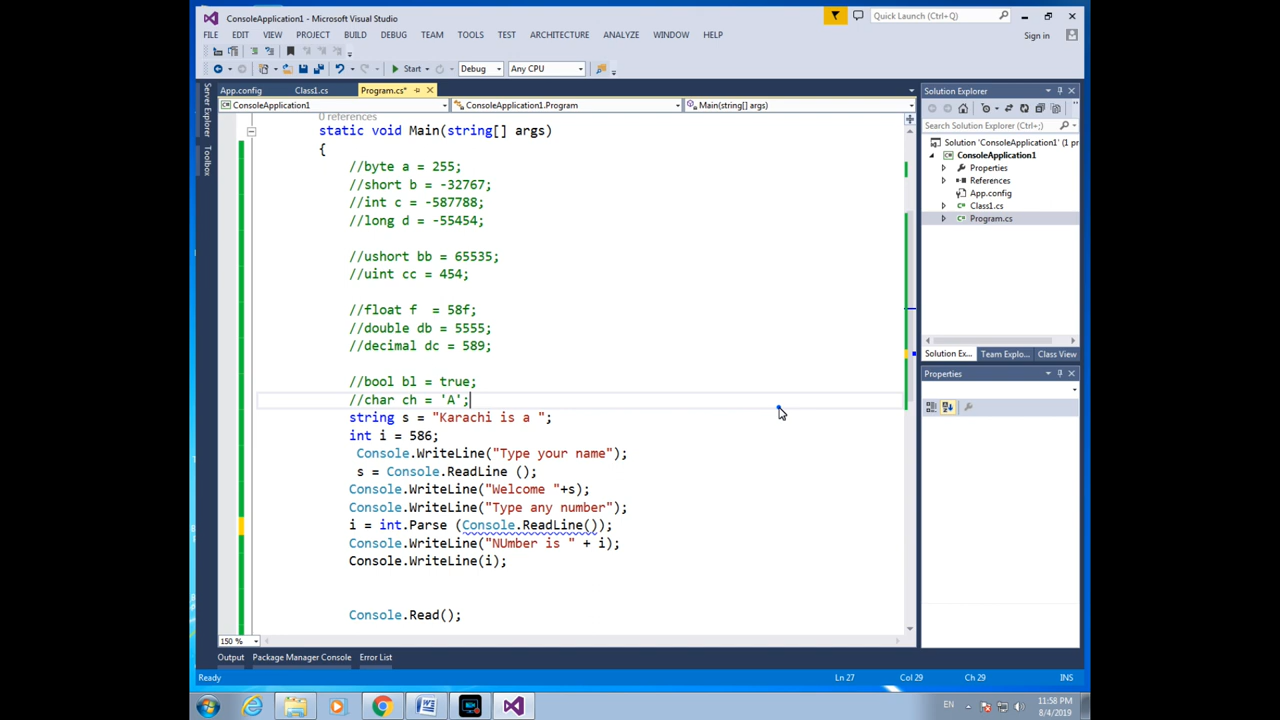 ConsoleApplication1 - Microsoft Visual Studio
Quick Launch (Ctrl+Q)
FILE EDIT VIEW PROJECT BUILD DEBUG TEAM TOOLS TEST ARCHITECTURE ANALYZE WINDOW HELP
Sign in
Start Debug Any CPU
Server Explorer
Toolbox
App.config Class1.cs Program.cs*
ConsoleApplication1 ConsoleApplication1.Program Main(string[] args)
0 references
static void Main(string[] args)
{
//byte a = 255;
//short b = -32767;
//int c = -587788;
//long d = -55454;
//ushort bb = 65535;
//uint cc = 454;
//float f  = 58f;
//double db = 5555;
//decimal dc = 589;
//bool bl = true;
//char ch = 'A';
string s = "Karachi is a ";
int i = 586;
Console.WriteLine("Type your name");
s = Console.ReadLine ();
Console.WriteLine("Welcome "+s);
Console.WriteLine("Type any number");
i = int.Parse (Console.ReadLine());
Console.WriteLine("NUmber is " + i);
Console.WriteLine(i);
Console.Read();
150 %
Solution Explorer
Search Solution Explorer (Ctrl+;)
Solution 'ConsoleApplication1' (1 pr
ConsoleApplication1
Properties
References
App.config
Class1.cs
Program.cs
Solution Ex... Team Explo... Class View
Properties
Output Package Manager Console Error List
Ready Ln 27 Col 29 Ch 29 INS
EN
11:58 PM
8/4/2019